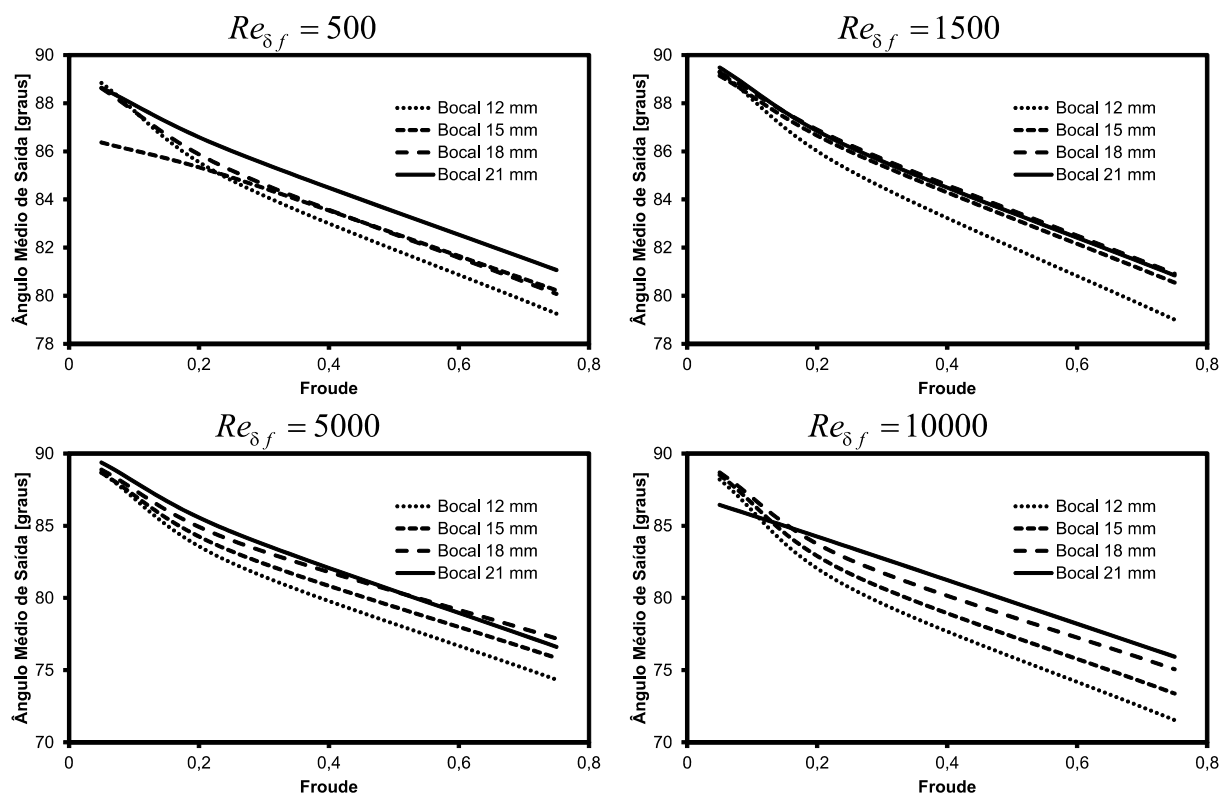 Re_{δ f} = 500
Ângulo Médio de Saída [graus]
90
88
86
84
82
80
78
0
0,2
0,4
0,6
0,8
Froude
Bocal 12 mm
Bocal 15 mm
Bocal 18 mm
Bocal 21 mm
Re_{δ f} = 1500
Ângulo Médio de Saída [graus]
90
88
86
84
82
80
78
0
0,2
0,4
0,6
0,8
Froude
Bocal 12 mm
Bocal 15 mm
Bocal 18 mm
Bocal 21 mm
Re_{δ f} = 5000
Ângulo Médio de Saída [graus]
90
85
80
75
70
0
0,2
0,4
0,6
0,8
Froude
Bocal 12 mm
Bocal 15 mm
Bocal 18 mm
Bocal 21 mm
Re_{δ f} = 10000
Ângulo Médio de Saída [graus]
90
85
80
75
70
0
0,2
0,4
0,6
0,8
Froude
Bocal 12 mm
Bocal 15 mm
Bocal 18 mm
Bocal 21 mm